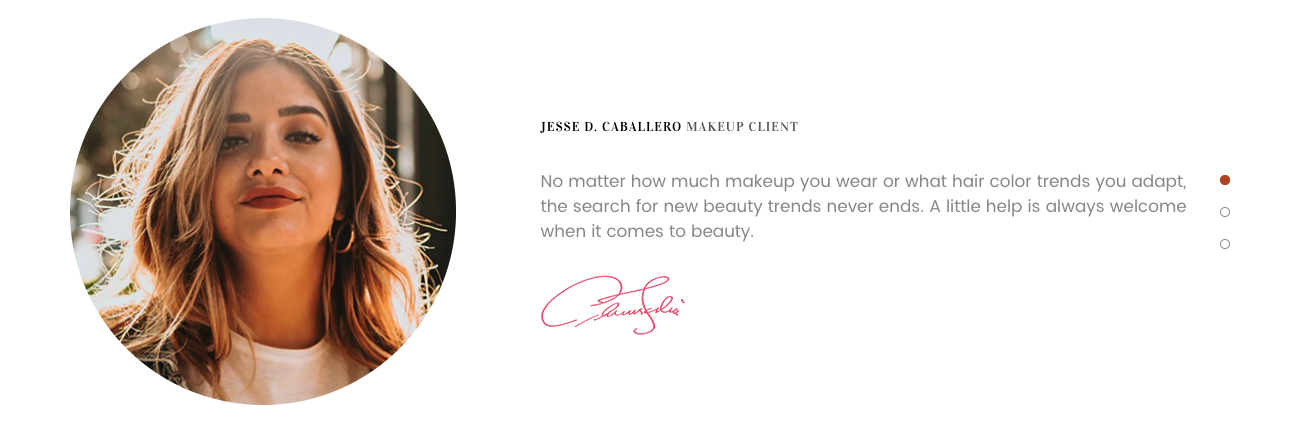 JESSE D. CABALLERO MAKEUP CLIENT
No matter how much makeup you wear or what hair color trends you adapt,
the search for new beauty trends never ends. A little help is always welcome
when it comes to beauty.